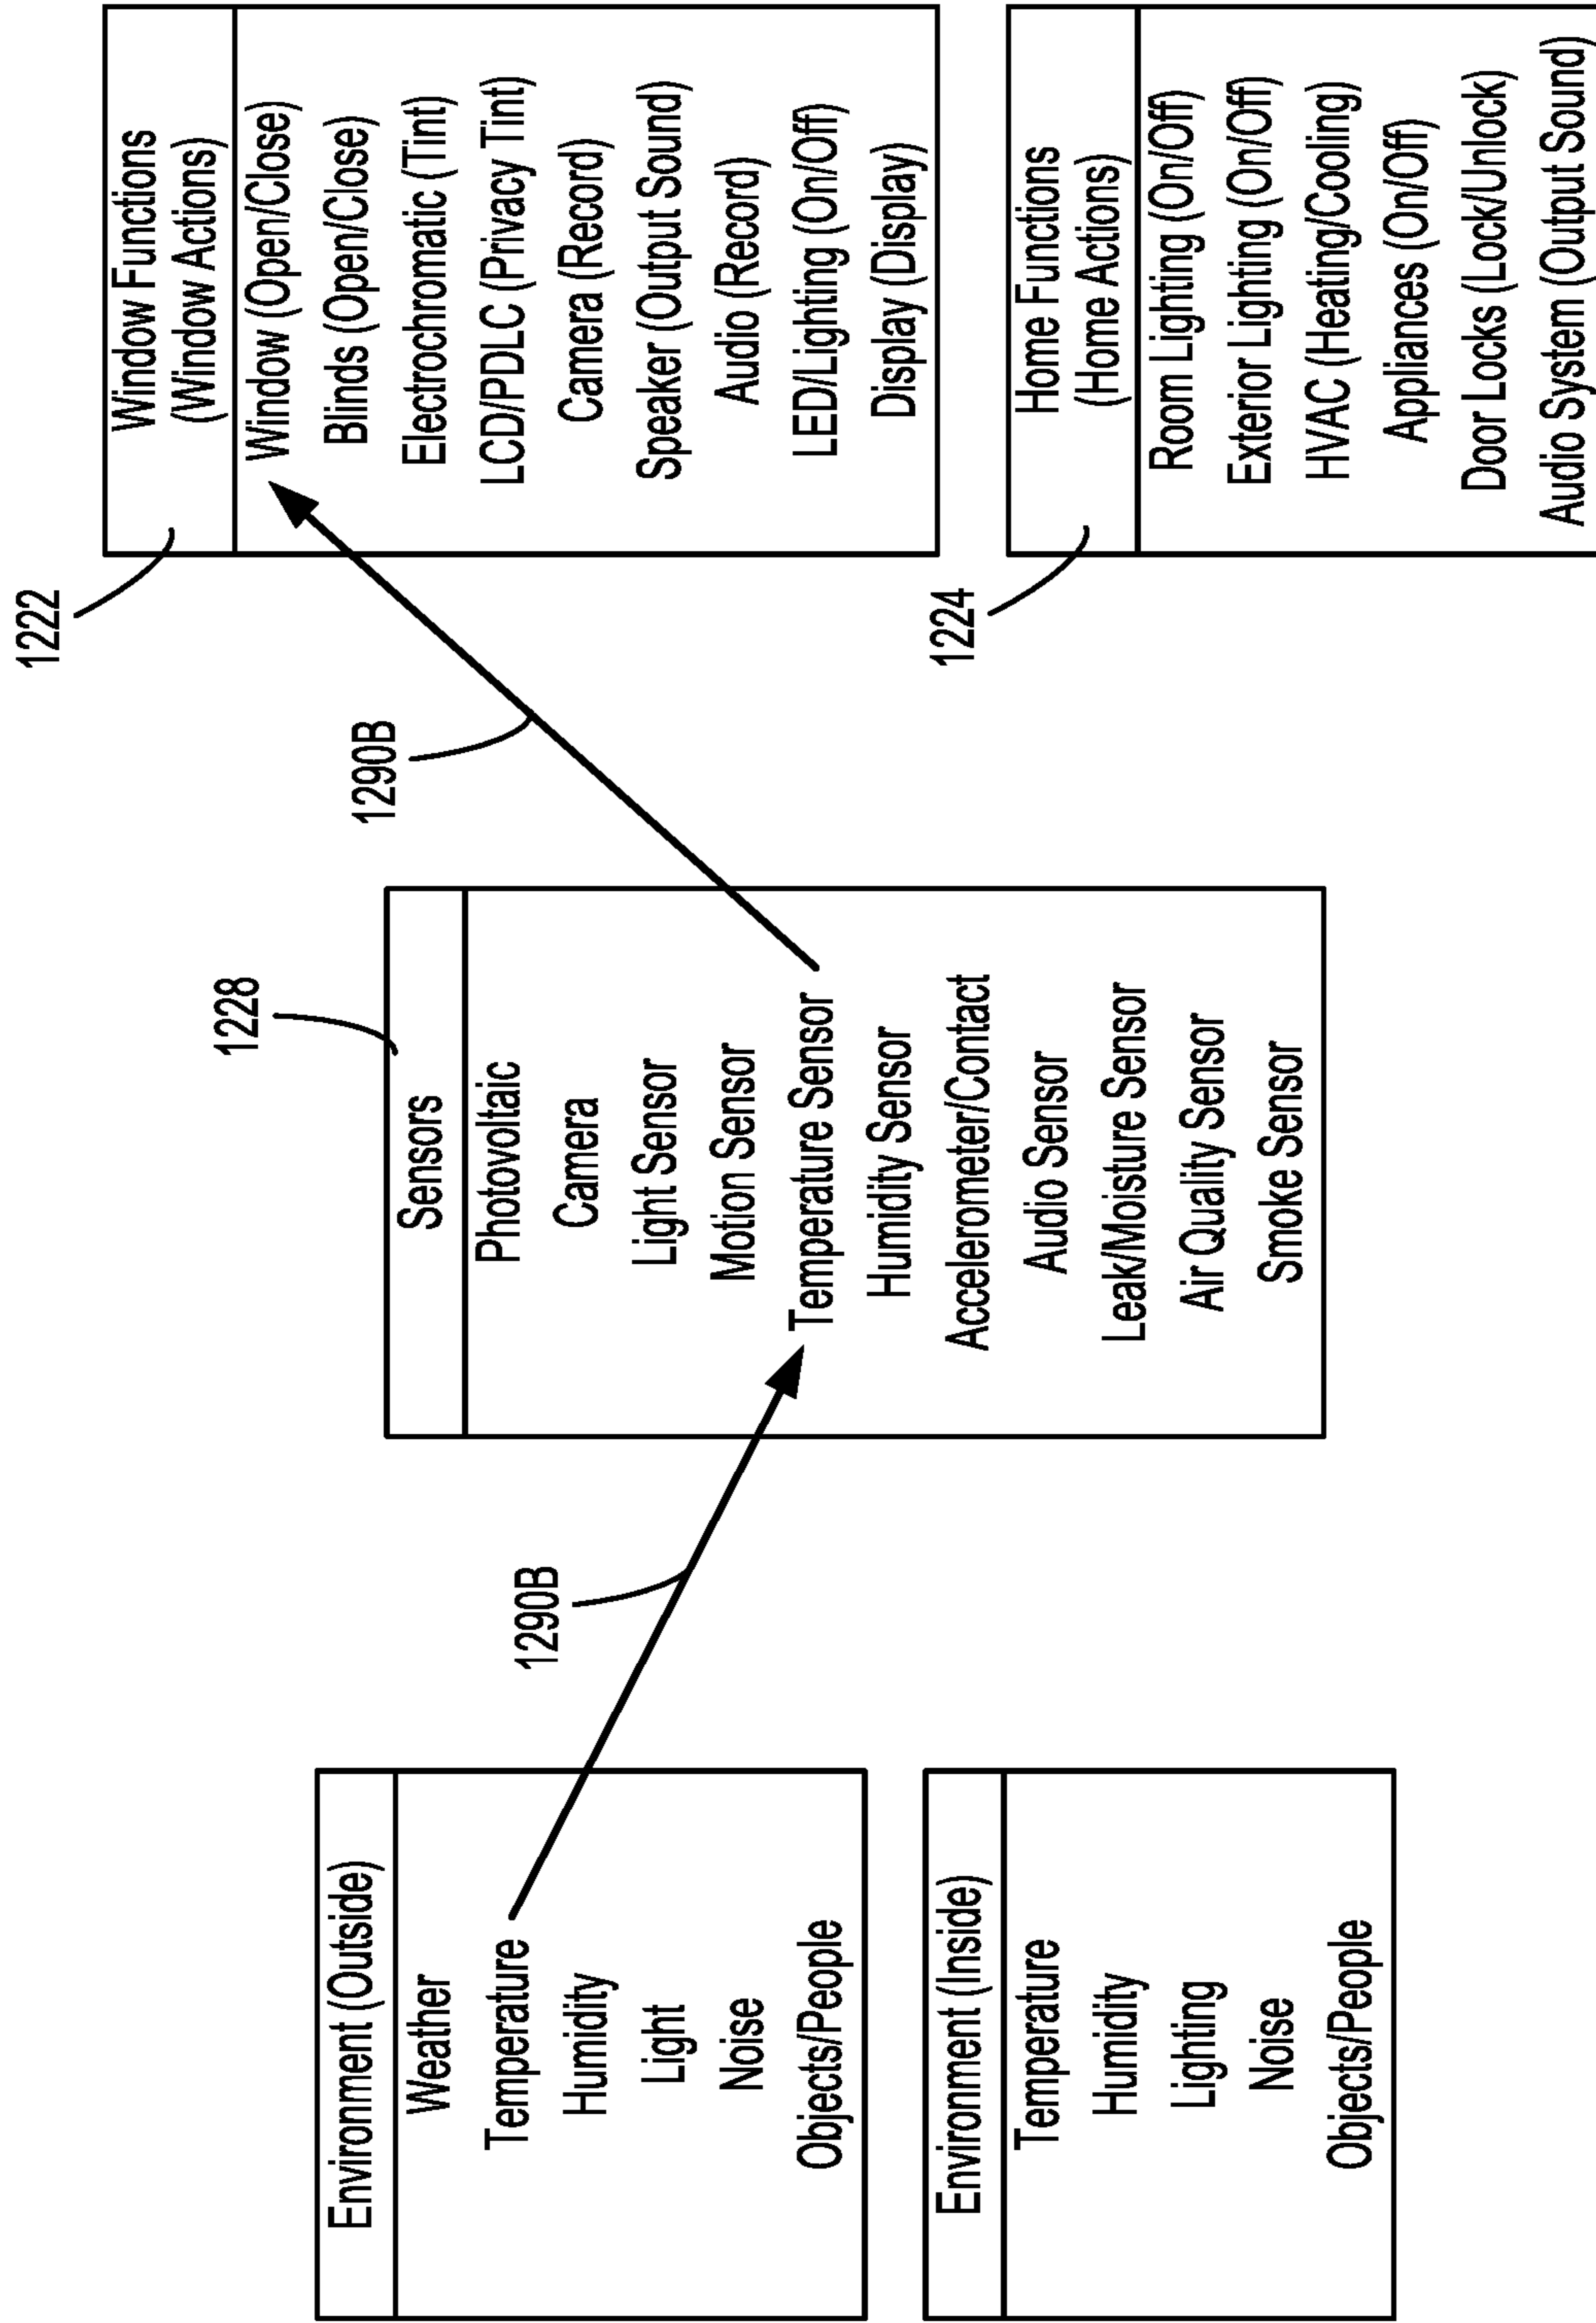 Environment (Outside)
Weather
Temperature
Humidity
Light
Noise
Objects/People
Environment (Inside)
Temperature
Humidity
Lighting
Noise
Objects/People
1290B
1228
Sensors
Photovoltaic
Camera
Light Sensor
Motion Sensor
Temperature Sensor
Humidity Sensor
Accelerometer/Contact
Audio Sensor
Leak/Moisture Sensor
Air Quality Sensor
Smoke Sensor
1290B
1222
Window Functions
(Window Actions)
Window (Open/Close)
Blinds (Open/Close)
Electrochromatic (Tint)
LCD/PDLC (Privacy Tint)
Camera (Record)
Speaker (Output Sound)
Audio (Record)
LED/Lighting (On/Off)
Display (Display)
1224
Home Functions
(Home Actions)
Room Lighting (On/Off)
Exterior Lighting (On/Off)
HVAC (Heating/Cooling)
Appliances (On/Off)
Door Locks (Lock/Unlock)
Audio System (Output Sound)